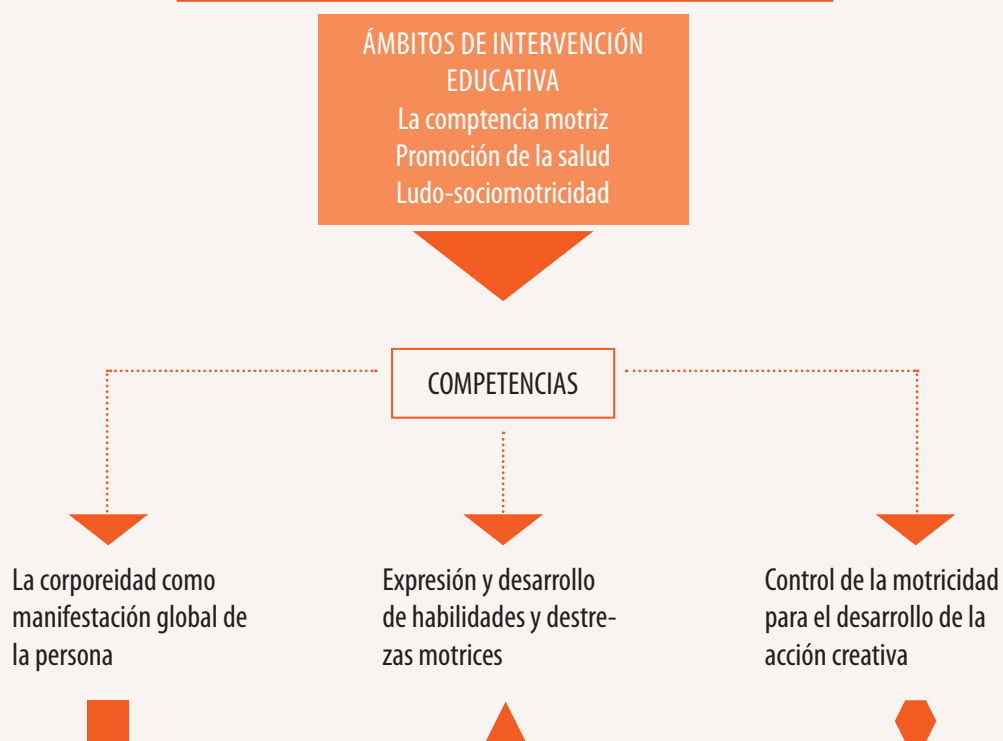 ÁMBITOS DE INTERVENCIÓN
EDUCATIVA
La comptencia motriz
Promoción de la salud
Ludo-sociomotricidad
COMPETENCIAS
La corporeidad como
manifestación global de
la persona
Expresión y desarrollo
de habilidades y destre-
zas motrices
Control de la motricidad
para el desarrollo de la
acción creativa